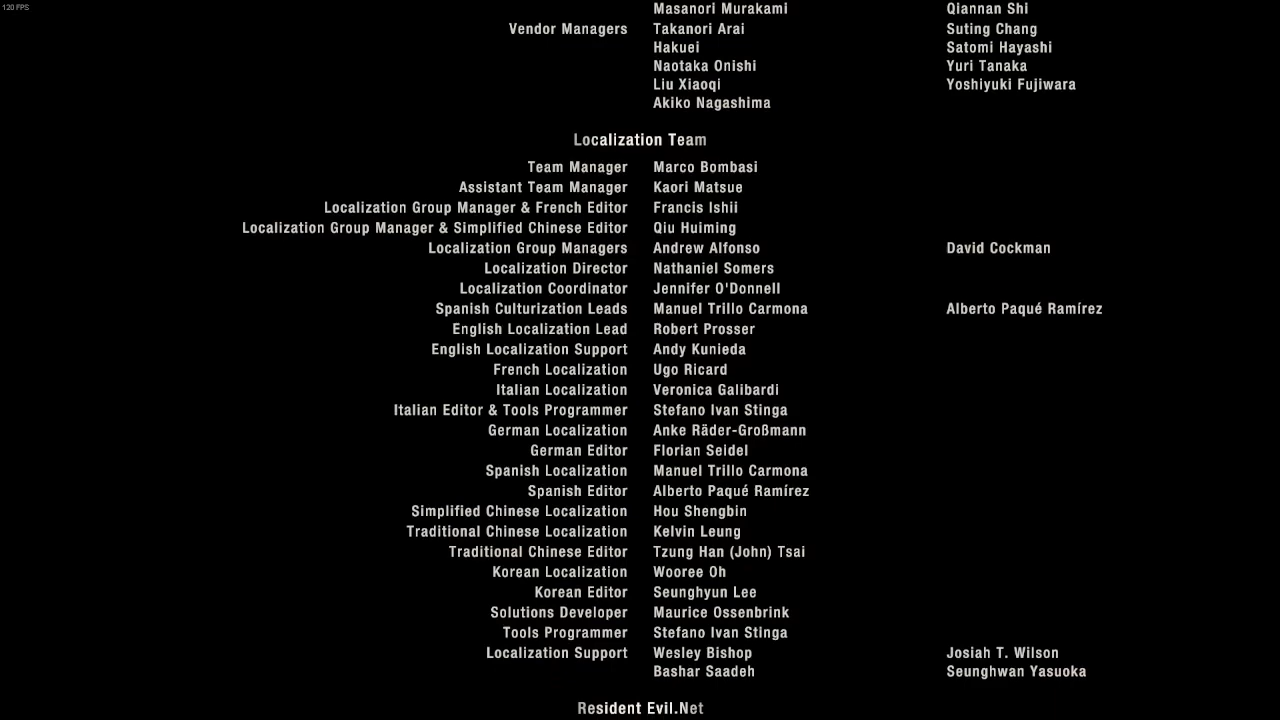 120 FPS
Masanori Murakami Qiannan Shi
Vendor Managers Takanori Arai Suting Chang
Hakuei Satomi Hayashi
Naotaka Onishi Yuri Tanaka
Liu Xiaoqi Yoshiyuki Fujiwara
Akiko Nagashima
Localization Team
Team Manager Marco Bombasi
Assistant Team Manager Kaori Matsue
Localization Group Manager & French Editor Francis Ishii
Localization Group Manager & Simplified Chinese Editor Qiu Huiming
Localization Group Managers Andrew Alfonso David Cockman
Localization Director Nathaniel Somers
Localization Coordinator Jennifer O'Donnell
Spanish Culturization Leads Manuel Trillo Carmona Alberto Paqué Ramírez
English Localization Lead Robert Prosser
English Localization Support Andy Kunieda
French Localization Ugo Ricard
Italian Localization Veronica Galibardi
Italian Editor & Tools Programmer Stefano Ivan Stinga
German Localization Anke Räder-Großmann
German Editor Florian Seidel
Spanish Localization Manuel Trillo Carmona
Spanish Editor Alberto Paqué Ramírez
Simplified Chinese Localization Hou Shengbin
Traditional Chinese Localization Kelvin Leung
Traditional Chinese Editor Tzung Han (John) Tsai
Korean Localization Wooree Oh
Korean Editor Seunghyun Lee
Solutions Developer Maurice Ossenbrink
Tools Programmer Stefano Ivan Stinga
Localization Support Wesley Bishop Josiah T. Wilson
Bashar Saadeh Seunghwan Yasuoka
Resident Evil.Net